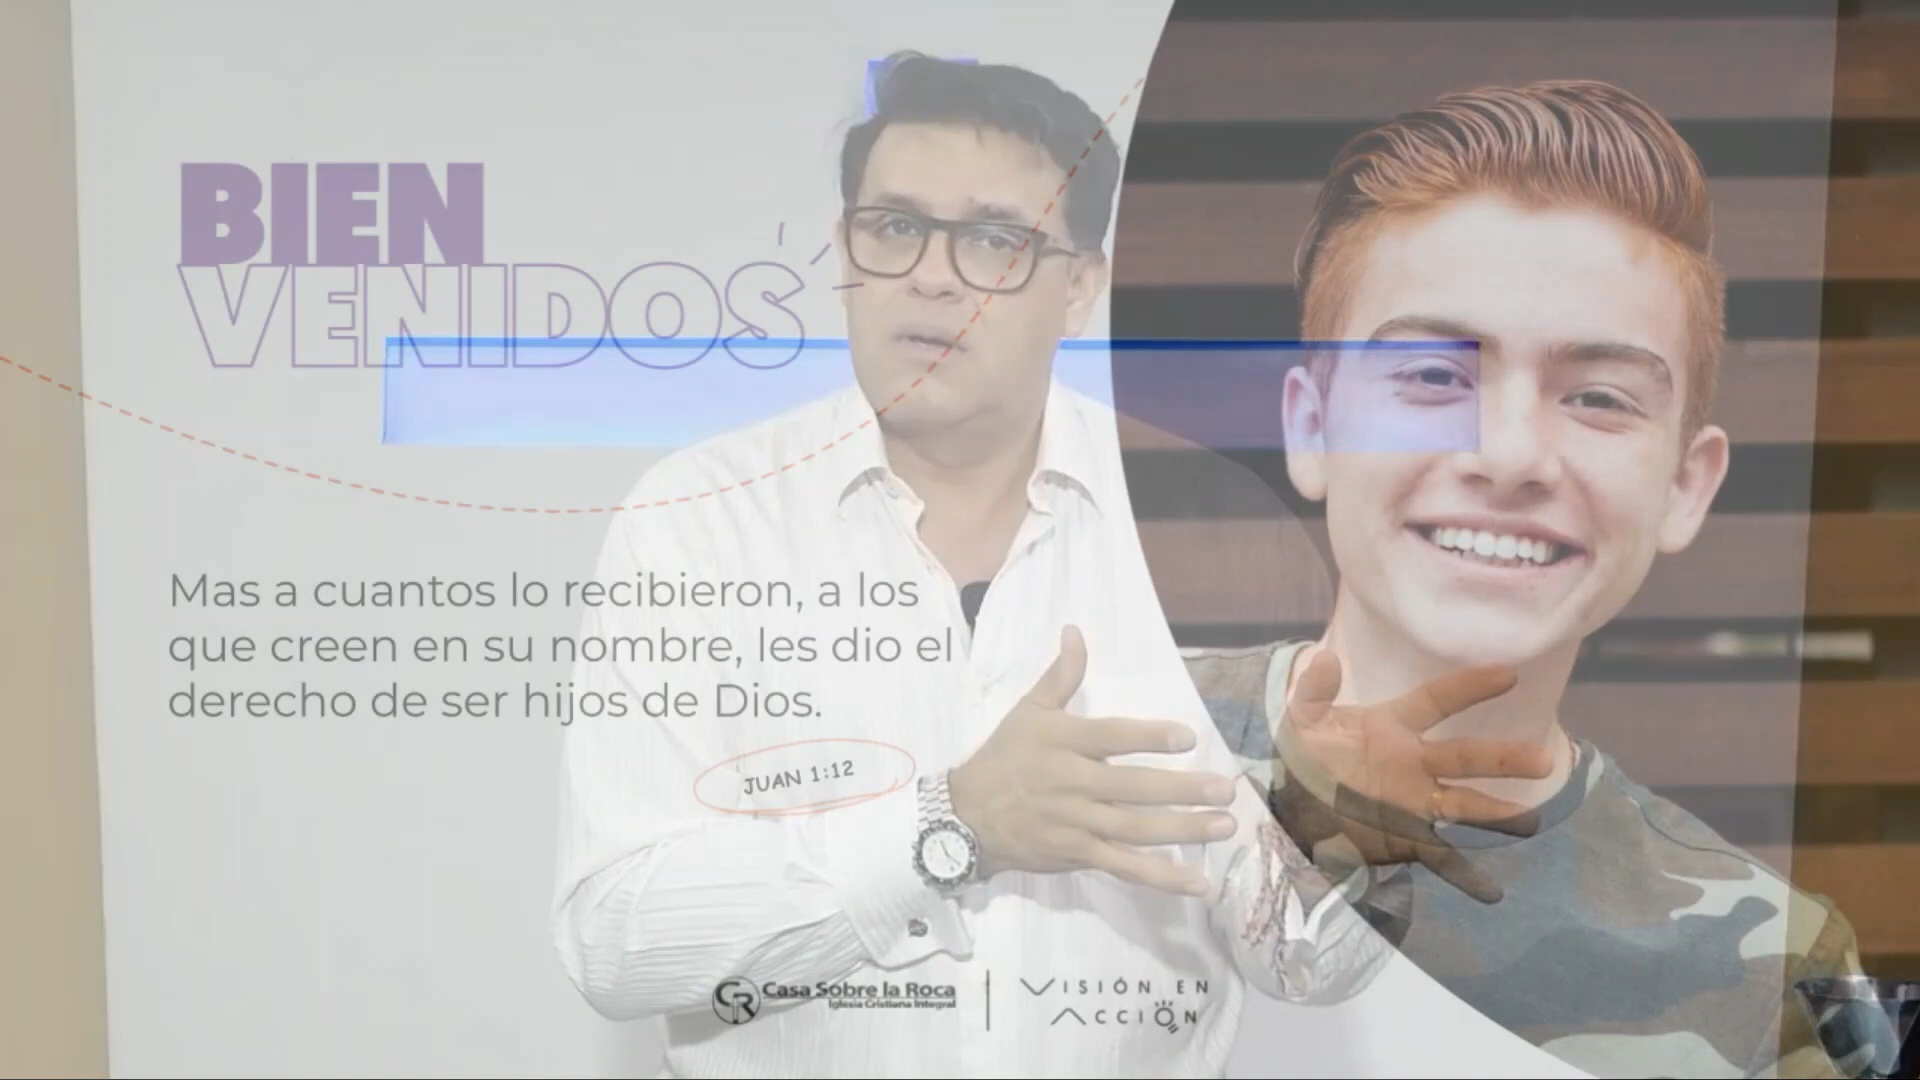 BIEN
VENIDOS
Mas a cuantos lo recibieron, a los
que creen en su nombre, les dio el
derecho de ser hijos de Dios.
JUAN 1:12
CR Casa Sobre la Roca
Iglesia Cristiana Integral
VISIÓN EN
ACCIÓN